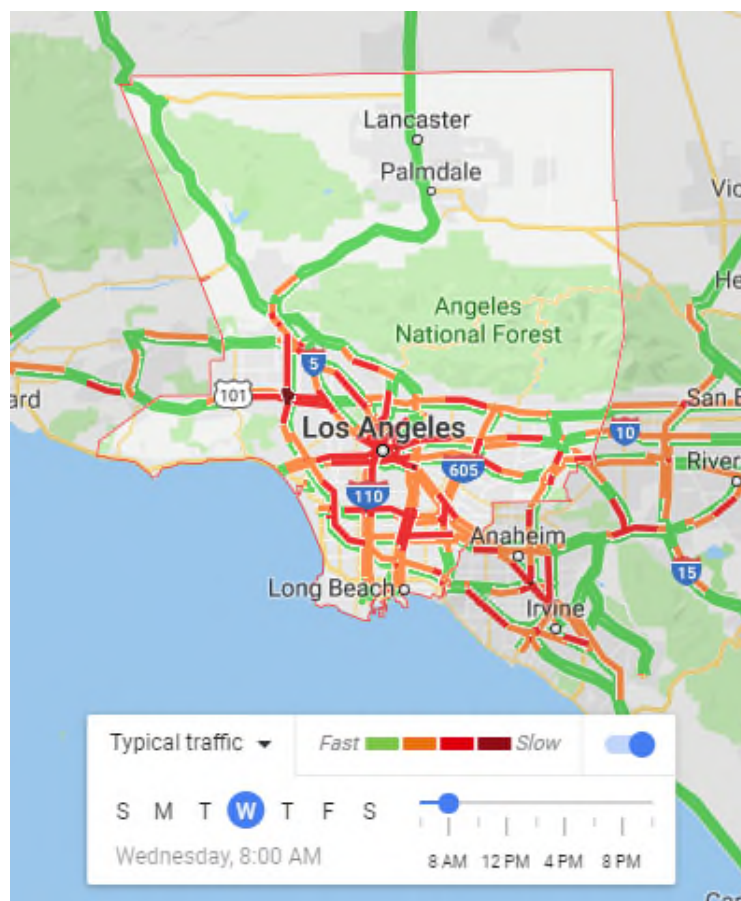 Lancaster
Palmdale
Vic
He
Angeles
National Forest
5
101
ard
San B
Los Angeles
10
605
River
110
Anaheim
15
Long Beach
Irvine
Typical traffic
Fast
Slow
S M T W T F S
Wednesday, 8:00 AM
8 AM 12 PM 4 PM 8 PM